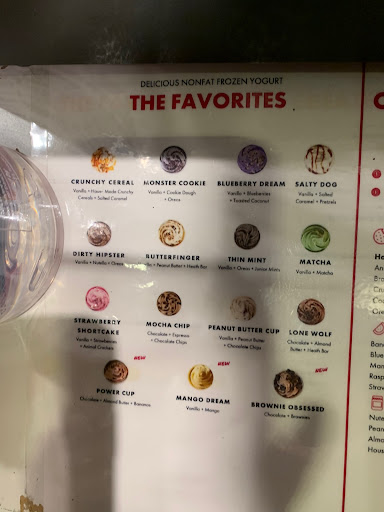 DELICIOUS NONFAT FROZEN YOGURT
THE FAVORITES
CRUNCHY CEREAL
Vanilla + House-Made Crunchy
Cereals + Salted Caramel
MONSTER COOKIE
Vanilla + Cookie Dough
+ Oreos
BLUEBERRY DREAM
Vanilla + Blueberries
+ Toasted Coconut
SALTY DOG
Vanilla + Salted
Caramel + Pretzels
DIRTY HIPSTER
Vanilla + Nutella + Oreos
BUTTERFINGER
Vanilla + Peanut Butter + Heath Bar
THIN MINT
Vanilla + Oreos + Junior Mints
MATCHA
Vanilla + Matcha
STRAWBERRY
SHORTCAKE
Vanilla + Strawberries
+ Animal Crackers
MOCHA CHIP
Chocolate + Espresso
+ Chocolate Chips
PEANUT BUTTER CUP
Vanilla + Peanut Butter
+ Chocolate Chips
LONE WOLF
Chocolate + Almond
Butter + Heath Bar
NEW
POWER CUP
Chocolate + Almond Butter + Bananas
NEW
MANGO DREAM
Vanilla + Mango
NEW
BROWNIE OBSESSED
Chocolate + Brownies